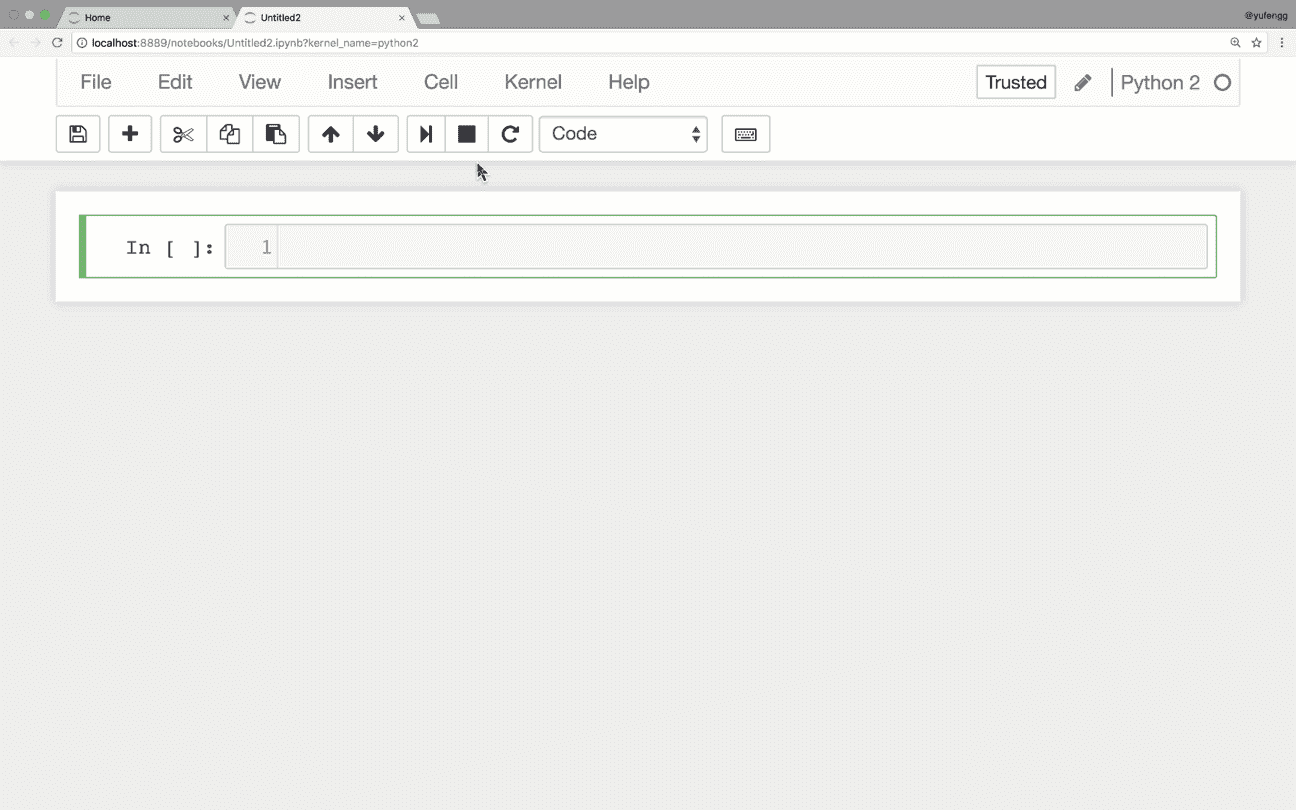 Home
Untitled2
@yufengg
localhost:8889/notebooks/Untitled2.ipynb?kernel_name=python2
File Edit View Insert Cell Kernel Help Trusted Python 2
Code
In [ ]: 1